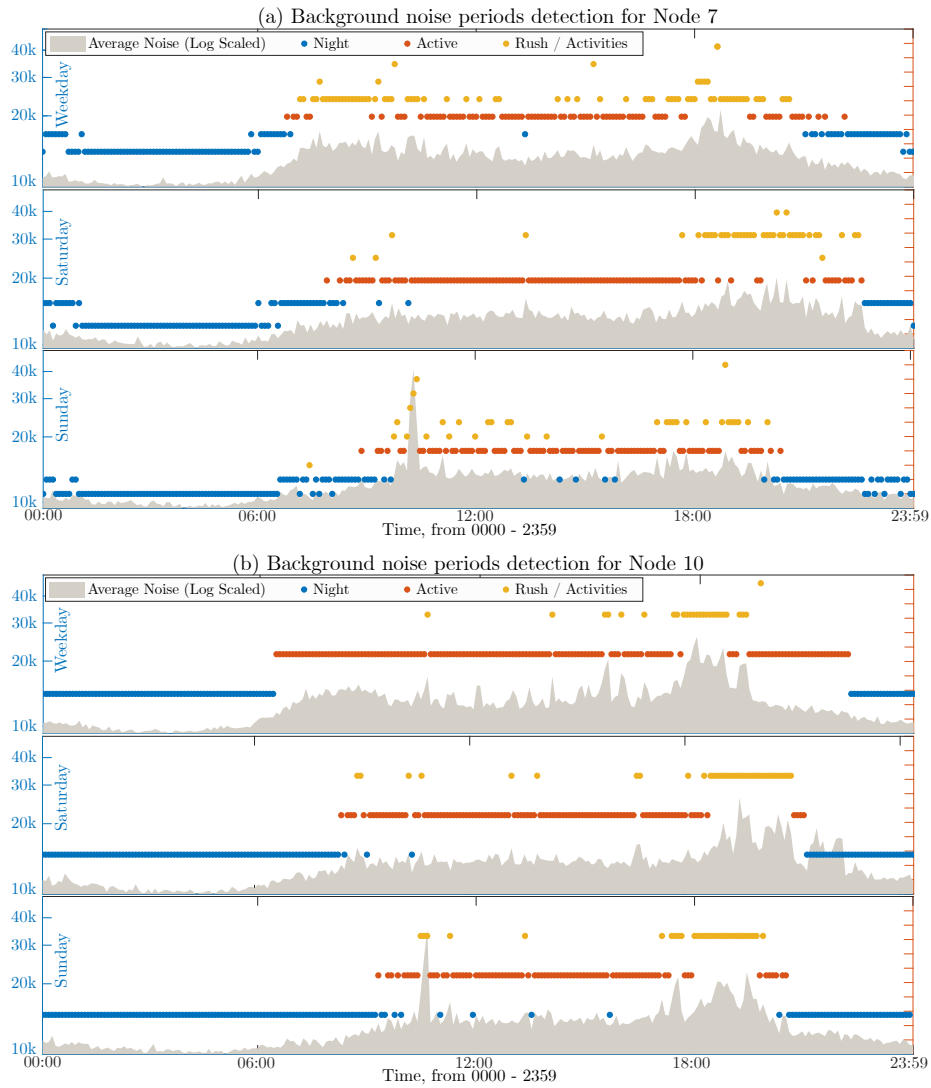 (a) Background noise periods detection for Node 7
Average Noise (Log Scaled) Night Active Rush / Activities
Weekday
40k
30k
20k
10k
Saturday
40k
30k
20k
10k
Sunday
40k
30k
20k
10k
00:00 06:00 12:00 18:00 23:59
Time, from 0000 - 2359
(b) Background noise periods detection for Node 10
Average Noise (Log Scaled) Night Active Rush / Activities
Weekday
40k
30k
20k
10k
Saturday
40k
30k
20k
10k
Sunday
40k
30k
20k
10k
00:00 06:00 12:00 18:00 23:59
Time, from 0000 - 2359